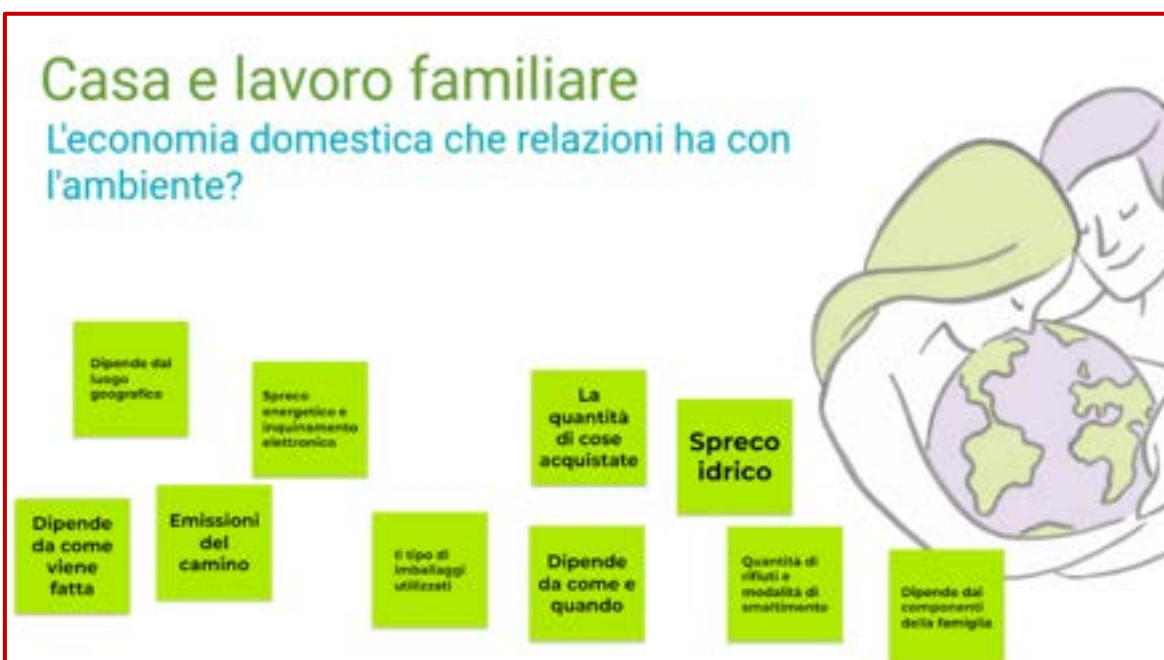 Casa e lavoro familiare
L'economia domestica che relazioni ha con
l'ambiente?
Dipende dal
luogo
geografico
Spreco
energetico e
inquinamento
elettronico
La
quantità
di cose
acquistate
Spreco
idrico
Dipende
da come
viene
fatta
Emissioni
del
camino
Il tipo di
imballaggi
utilizzati
Dipende
da come e
quando
Quantità di
rifiuti e
modalità di
smaltimento
Dipende dai
componenti
della famiglia